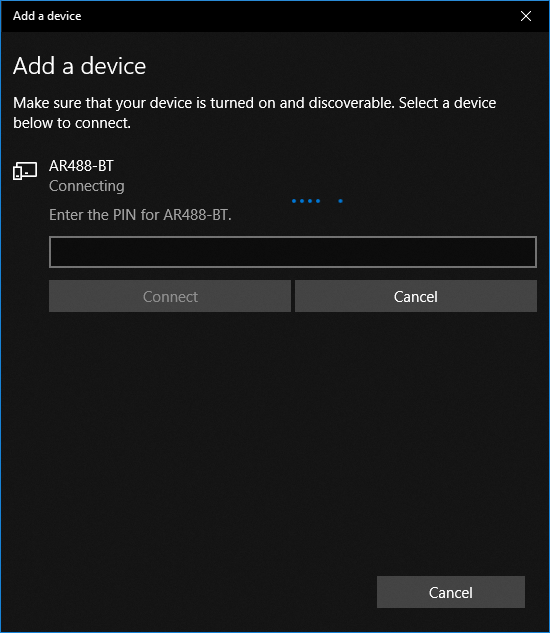 Add a device
Add a device
Make sure that your device is turned on and discoverable. Select a device
below to connect.
AR488-BT
Connecting
Enter the PIN for AR488-BT.
Connect
Cancel
Cancel